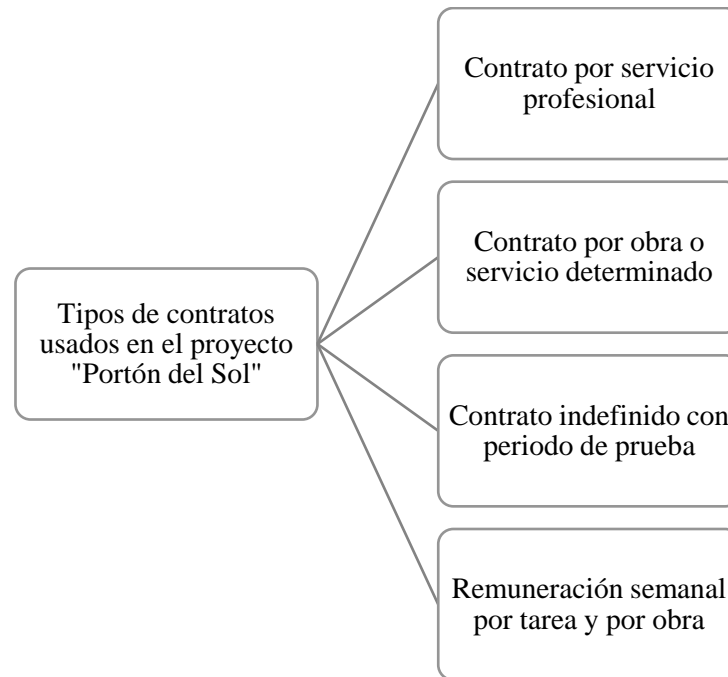 Contrato por servicio
profesional
Contrato por obra o
servicio determinado
Tipos de contratos
usados en el proyecto
"Portón del Sol"
Contrato indefinido con
periodo de prueba
Remuneración semanal
por tarea y por obra